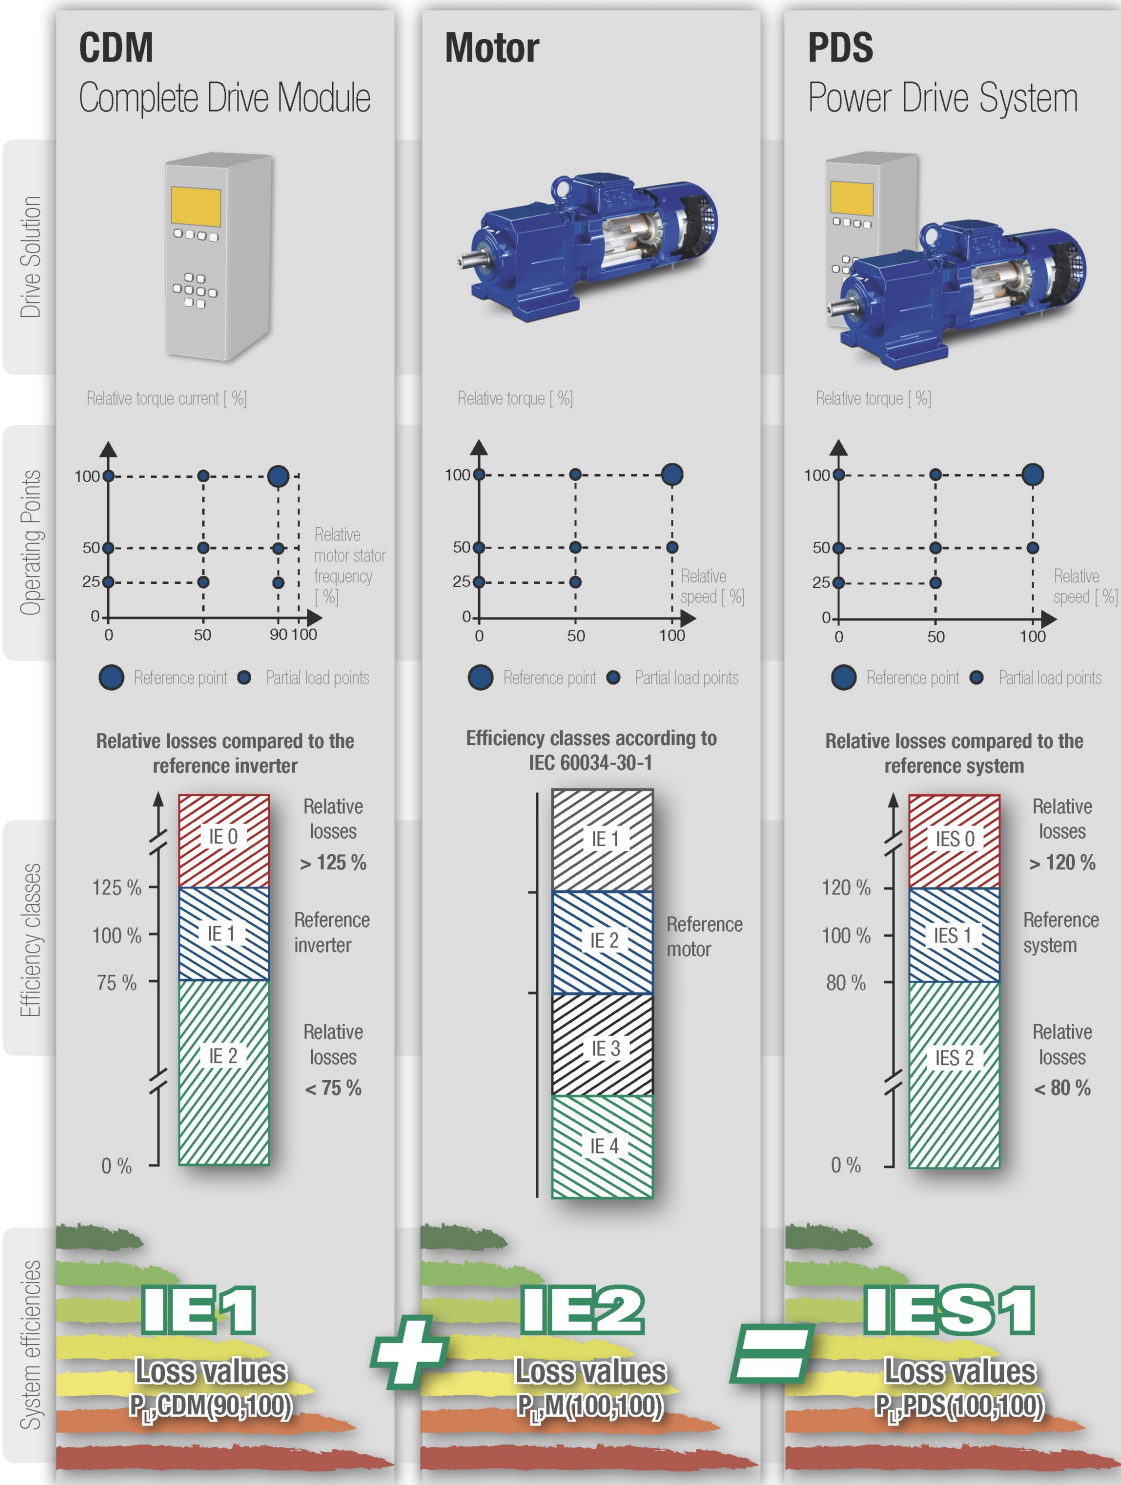 CDM
Complete Drive Module
Motor
PDS
Power Drive System
Drive Solution
Relative torque current [ %]
Relative torque [ %]
Relative torque [ %]
Operating Points
100
50
25
0
0
50
90
100
Relative
motor stator
frequency
[ %]
100
50
25
0
0
50
100
Relative
speed [ %]
100
50
25
0
0
50
100
Relative
speed [ %]
Reference point
Partial load points
Reference point
Partial load points
Reference point
Partial load points
Efficiency classes
Relative losses compared to the
reference inverter
IE 0
IE 1
IE 2
125 %
100 %
75 %
0 %
Relative
losses
> 125 %
Reference
inverter
Relative
losses
< 75 %
Efficiency classes according to
IEC 60034-30-1
IE 1
IE 2
IE 3
IE 4
Reference
motor
Relative losses compared to the
reference system
IES 0
IES 1
IES 2
120 %
100 %
80 %
0 %
Relative
losses
> 120 %
Reference
system
Relative
losses
< 80 %
System efficiencies
IE1
Loss values
PL,CDM(90,100)
+
IE2
Loss values
PL,M(100,100)
=
IES1
Loss values
PL,PDS(100,100)